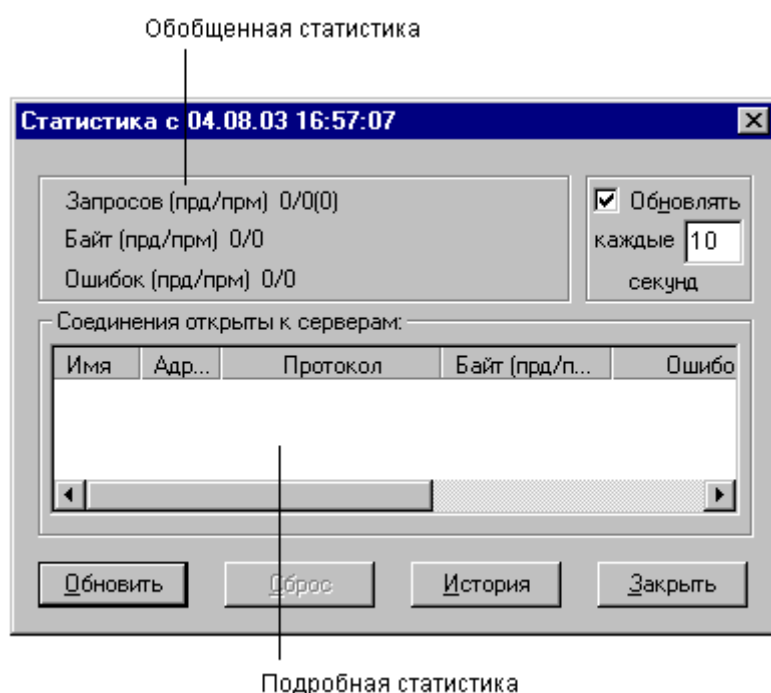 Обобщенная статистика
Статистика с 04.08.03 16:57:07
Запросов (прд/прм) 0/0(0)
Байт (прд/прм) 0/0
Ошибок (прд/прм) 0/0
Обновлять
каждые 10
секунд
Соединения открыты к серверам:
Имя Адр... Протокол Байт (прд/п... Ошибо
Обновить Сброс История Закрыть
Подробная статистика